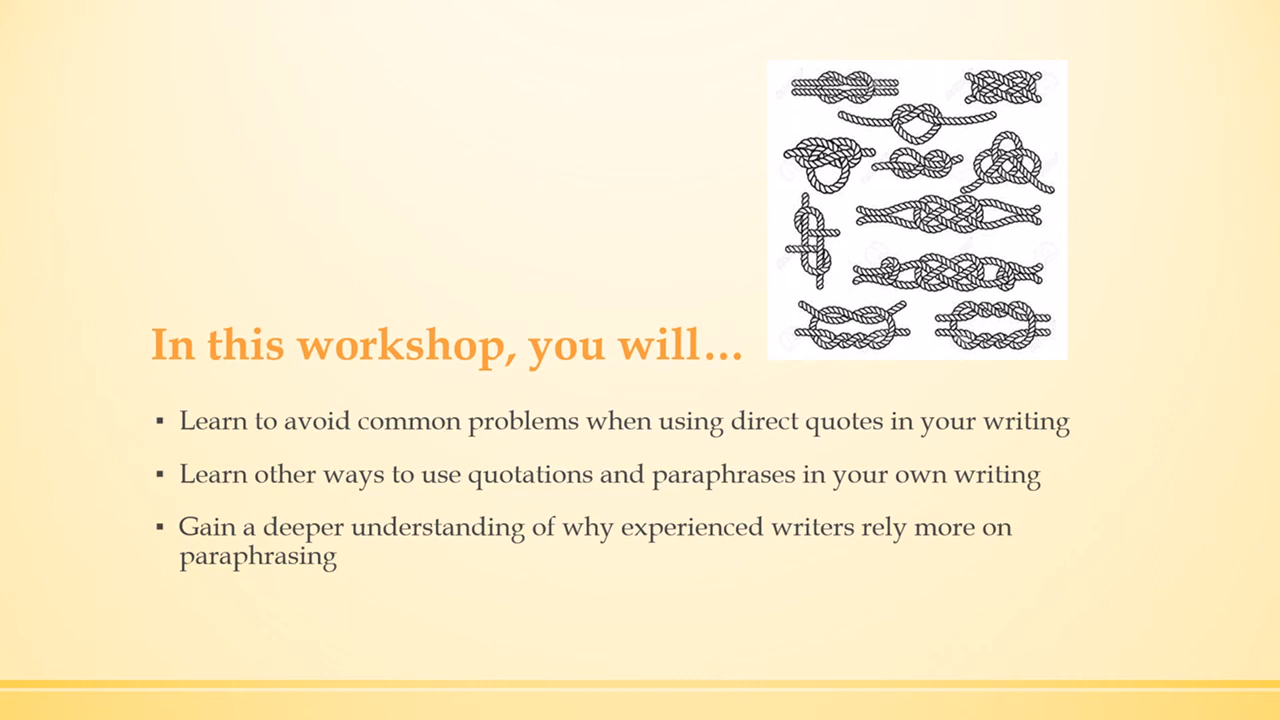 In this workshop, you will…
▪ Learn to avoid common problems when using direct quotes in your writing
▪ Learn other ways to use quotations and paraphrases in your own writing
▪ Gain a deeper understanding of why experienced writers rely more on
paraphrasing